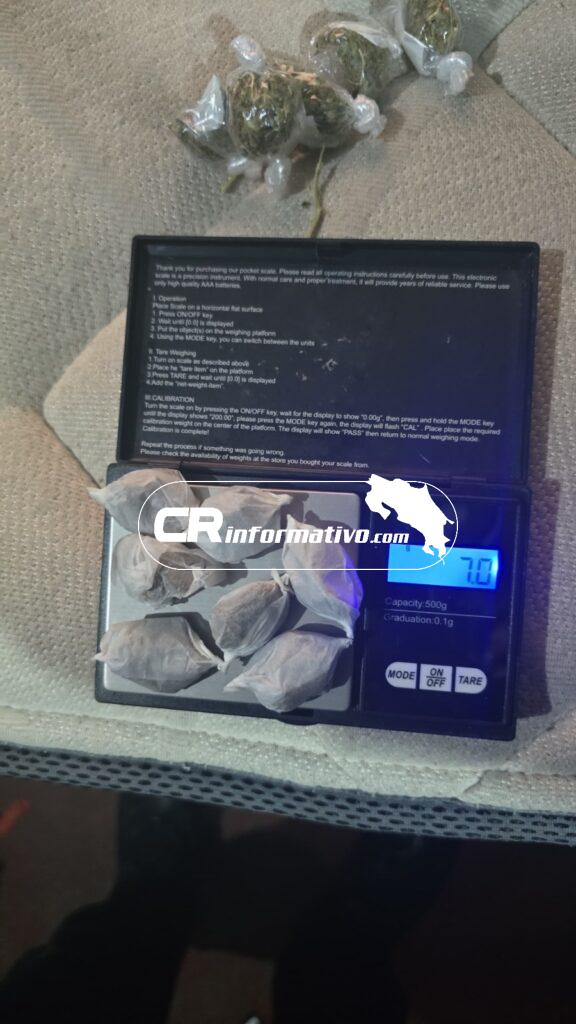 Thank you for purchasing our pocket scale. Please read all operating instructions carefully before use. This electronic
scale is a precision instrument. With normal care and proper treatment, it will provide years of reliable service. Please use
only high quality AAA batteries.
I. Operation
Place Scale on a horizontal flat surface
1. Press ON/OFF key
2. Wait until [0.0] is displayed
3. Put the object(s) on the weighing platform
4. Using the MODE key, you can switch between the units
II. Tare Weighing
1.Turn on scale as described above
2.Place he "tare item" on the platform
3.Press TARE and wait until [0.0] is displayed
4.Add the "net-weight-item".
III.CALIBRATION
Turn the scale on by pressing the ON/OFF key, wait for the display to show "0.00g", then press and hold the MODE key
until the display shows "200.00", please press the MODE key again, the display will flash "CAL" . Place place the required
calibration weight on the center of the platform. The display will show "PASS" then return to normal weighing mode.
Calibration is complete!
Repeat the process if something was going wrong.
Please check the availability of weights at the store you bought your scale from.
CRinformativo.com
g 7.0
Capacity:500g
Graduation:0.1g
MODE ON/OFF TARE